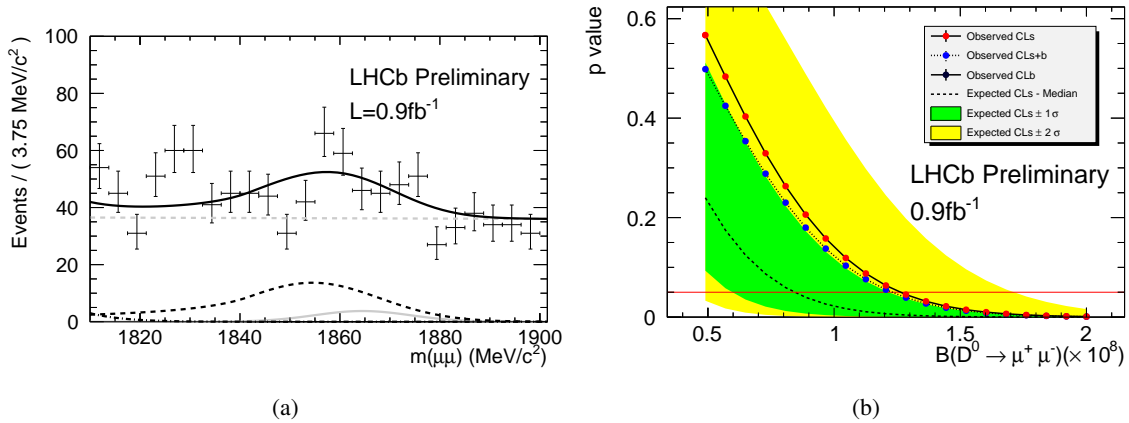 Events / ( 3.75 MeV/c²
100
80
60
40
20
0
LHCb Preliminary
L=0.9fb⁻¹
1820 1840 1860 1880 1900
m(μμ) (MeV/c²)
(a)
p value
0.6
0.4
0.2
0
Observed CLs
Observed CLs+b
Observed CLb
Expected CLs - Median
Expected CLs ± 1σ
Expected CLs ± 2 σ
LHCb Preliminary
0.9fb⁻¹
0.5 1 1.5 2
B(D⁰ → μ⁺ μ⁻)(× 10⁸)
(b)